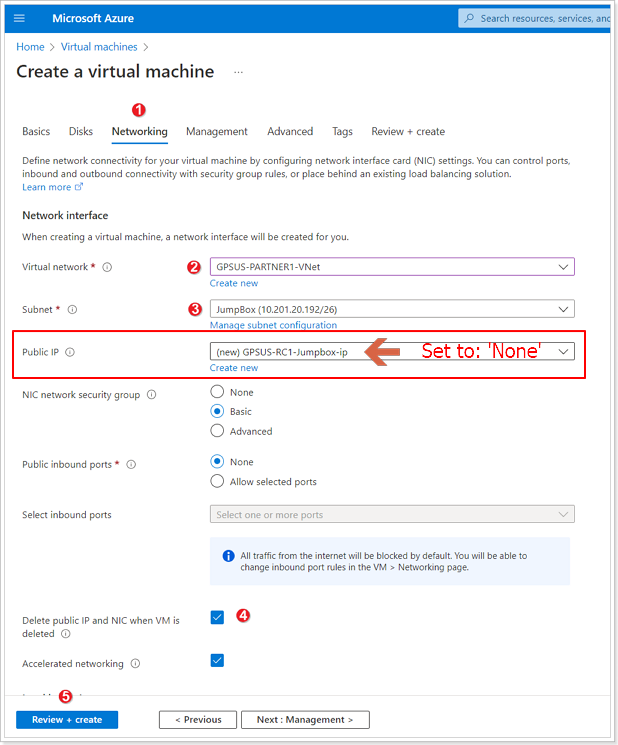 Microsoft Azure
Search resources, services, and
Home > Virtual machines >
Create a virtual machine ...
1
Basics Disks Networking Management Advanced Tags Review + create
Define network connectivity for your virtual machine by configuring network interface card (NIC) settings. You can control ports,
inbound and outbound connectivity with security group rules, or place behind an existing load balancing solution.
Learn more
Network interface
When creating a virtual machine, a network interface will be created for you.
Virtual network * 2 GPSUS-PARTNER1-VNet
Create new
Subnet * 3 JumpBox (10.201.20.192/26)
Manage subnet configuration
Public IP (new) GPSUS-RC1-Jumpbox-ip Set to: 'None'
Create new
NIC network security group None
Basic
Advanced
Public inbound ports * None
Allow selected ports
Select inbound ports Select one or more ports
All traffic from the internet will be blocked by default. You will be able to
change inbound port rules in the VM > Networking page.
Delete public IP and NIC when VM is
deleted
4
Accelerated networking
5
Review + create < Previous Next : Management >